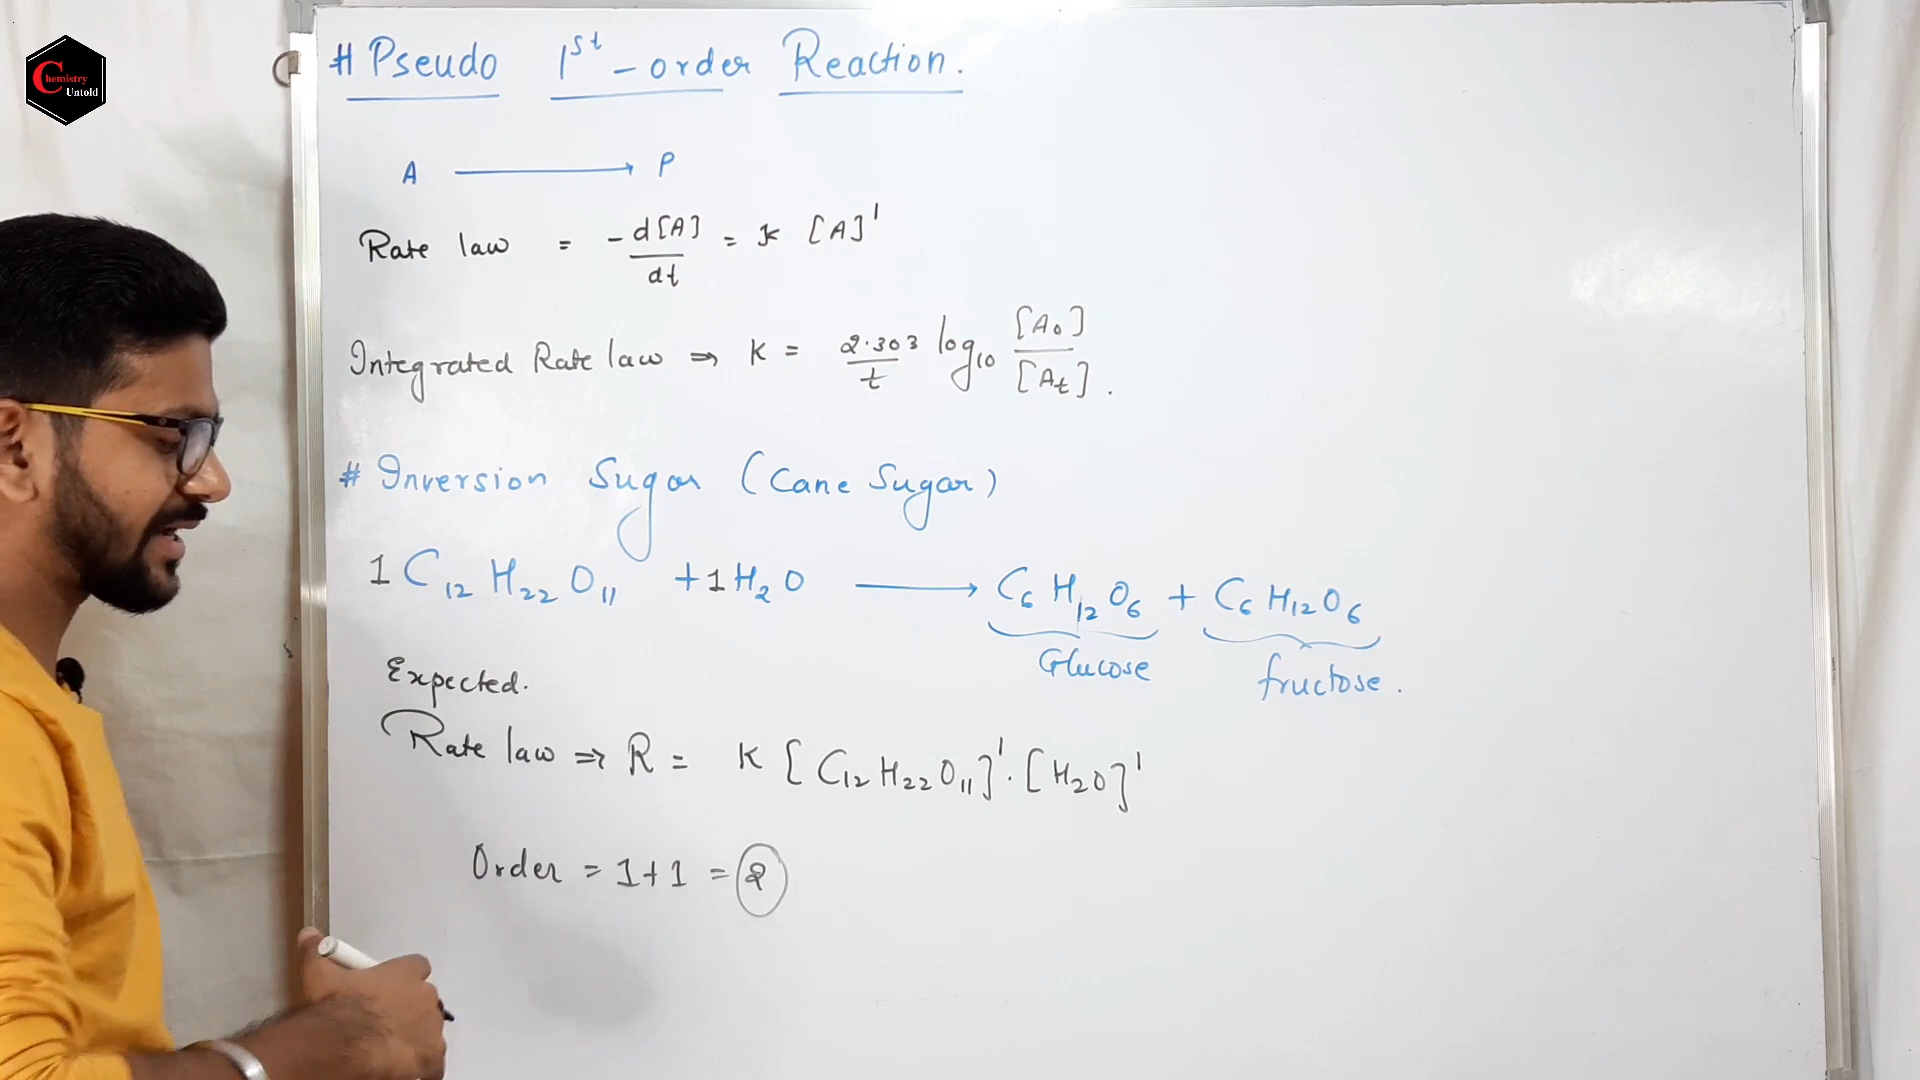 Chemistry
Untold
# Pseudo 1st-order Reaction.
A ⟶ P
Rate law = -d[A]/dt = k [A]¹
Integrated Rate law ⇒ K = 2.303/t log₁₀ [A₀]/[At].
# Inversion Sugar (Cane Sugar)
1 C₁₂H₂₂O₁₁ + 1H₂O ⟶ C₆H₁₂O₆ + C₆H₁₂O₆
Glucose fructose.
Expected.
Rate law ⇒ R = K [C₁₂H₂₂O₁₁]¹·[H₂O]¹
Order = 1+1 = 2